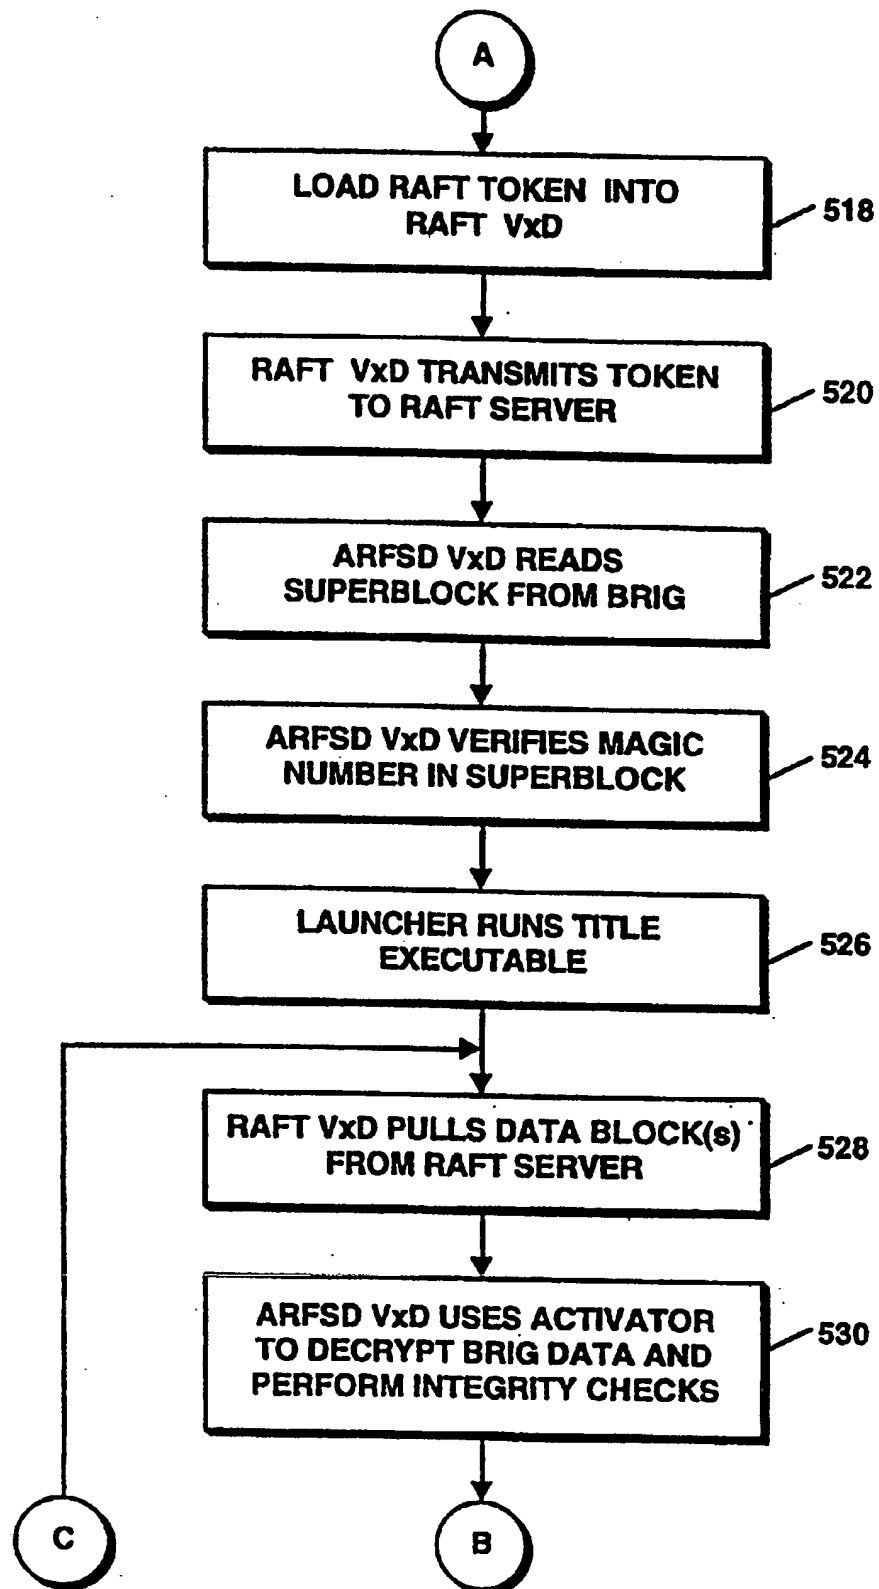 A
LOAD RAFT TOKEN INTO
RAFT VxD
518
RAFT VxD TRANSMITS TOKEN
TO RAFT SERVER
520
ARFSD VxD READS
SUPERBLOCK FROM BRIG
522
ARFSD VxD VERIFIES MAGIC
NUMBER IN SUPERBLOCK
524
LAUNCHER RUNS TITLE
EXECUTABLE
526
RAFT VxD PULLS DATA BLOCK(s)
FROM RAFT SERVER
528
ARFSD VxD USES ACTIVATOR
TO DECRYPT BRIG DATA AND
PERFORM INTEGRITY CHECKS
530
C
B